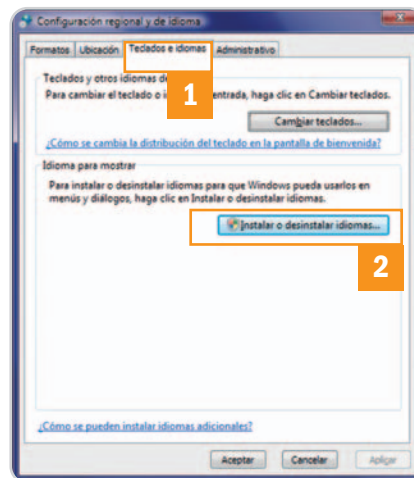 Configuración regional y de idioma
Formatos Ubicación Teclados e idiomas Administrativo
Teclados y otros idiomas de
1
Para cambiar el teclado o i entrada, haga clic en Cambiar teclados.
Cambiar teclados...
¿Cómo se cambia la distribución del teclado en la pantalla de bienvenida?
Idioma para mostrar
Para instalar o desinstalar idiomas para que Windows pueda usarlos en
menús y diálogos, haga clic en Instalar o desinstalar idiomas.
Instalar o desinstalar idiomas...
2
¿Cómo se pueden instalar idiomas adicionales?
Aceptar Cancelar Aplicar